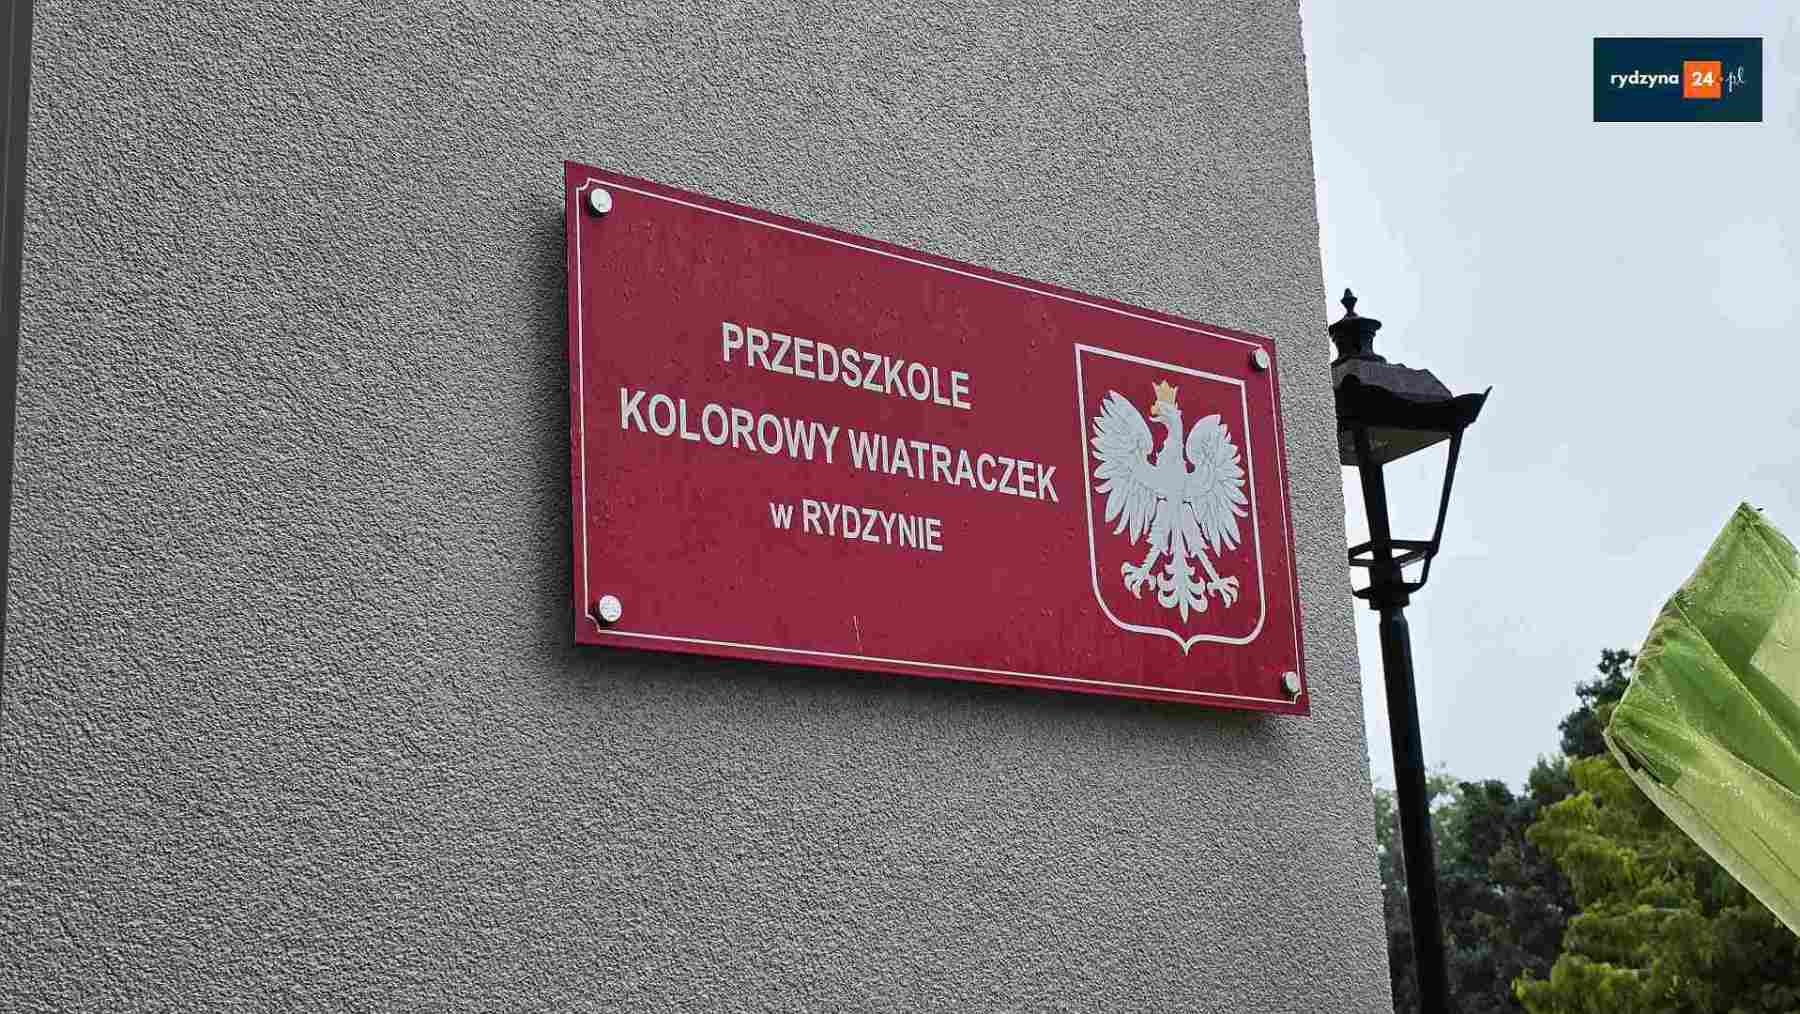 rydzyna 24.pl
PRZEDSZKOLE
KOLOROWY WIATRACZEK
w RYDZYNIE